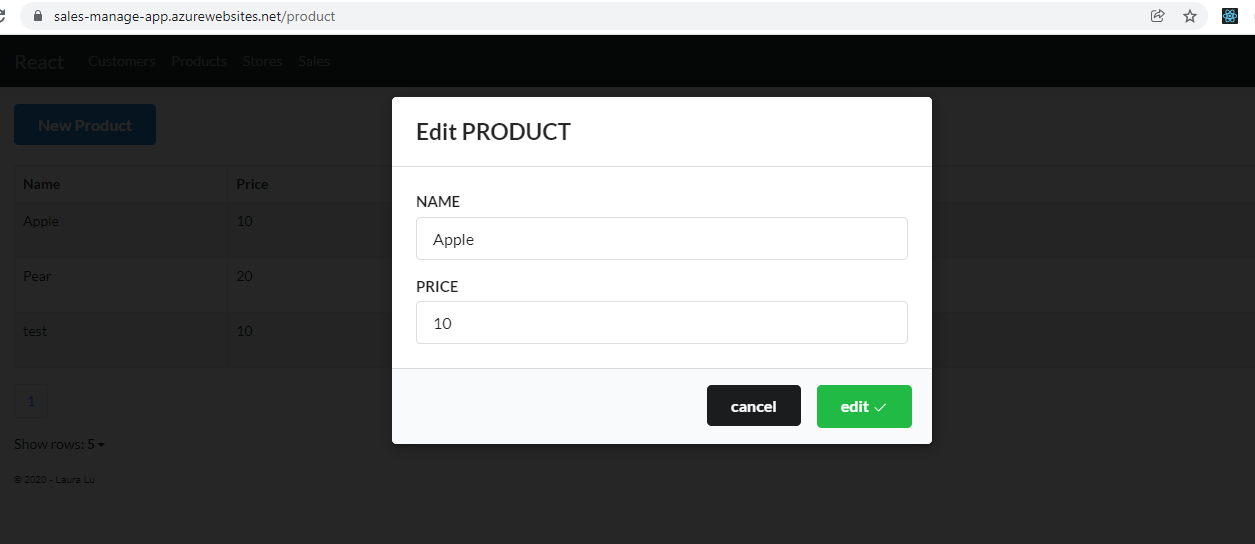 sales-manage-app.azurewebsites.net/product
React Customers Products Stores Sales
New Product
Edit PRODUCT
Name Price
NAME
Apple 10
Apple
Pear 20
PRICE
test 10
10
1
cancel edit
Show rows: 5
© 2020 - Laura Lu